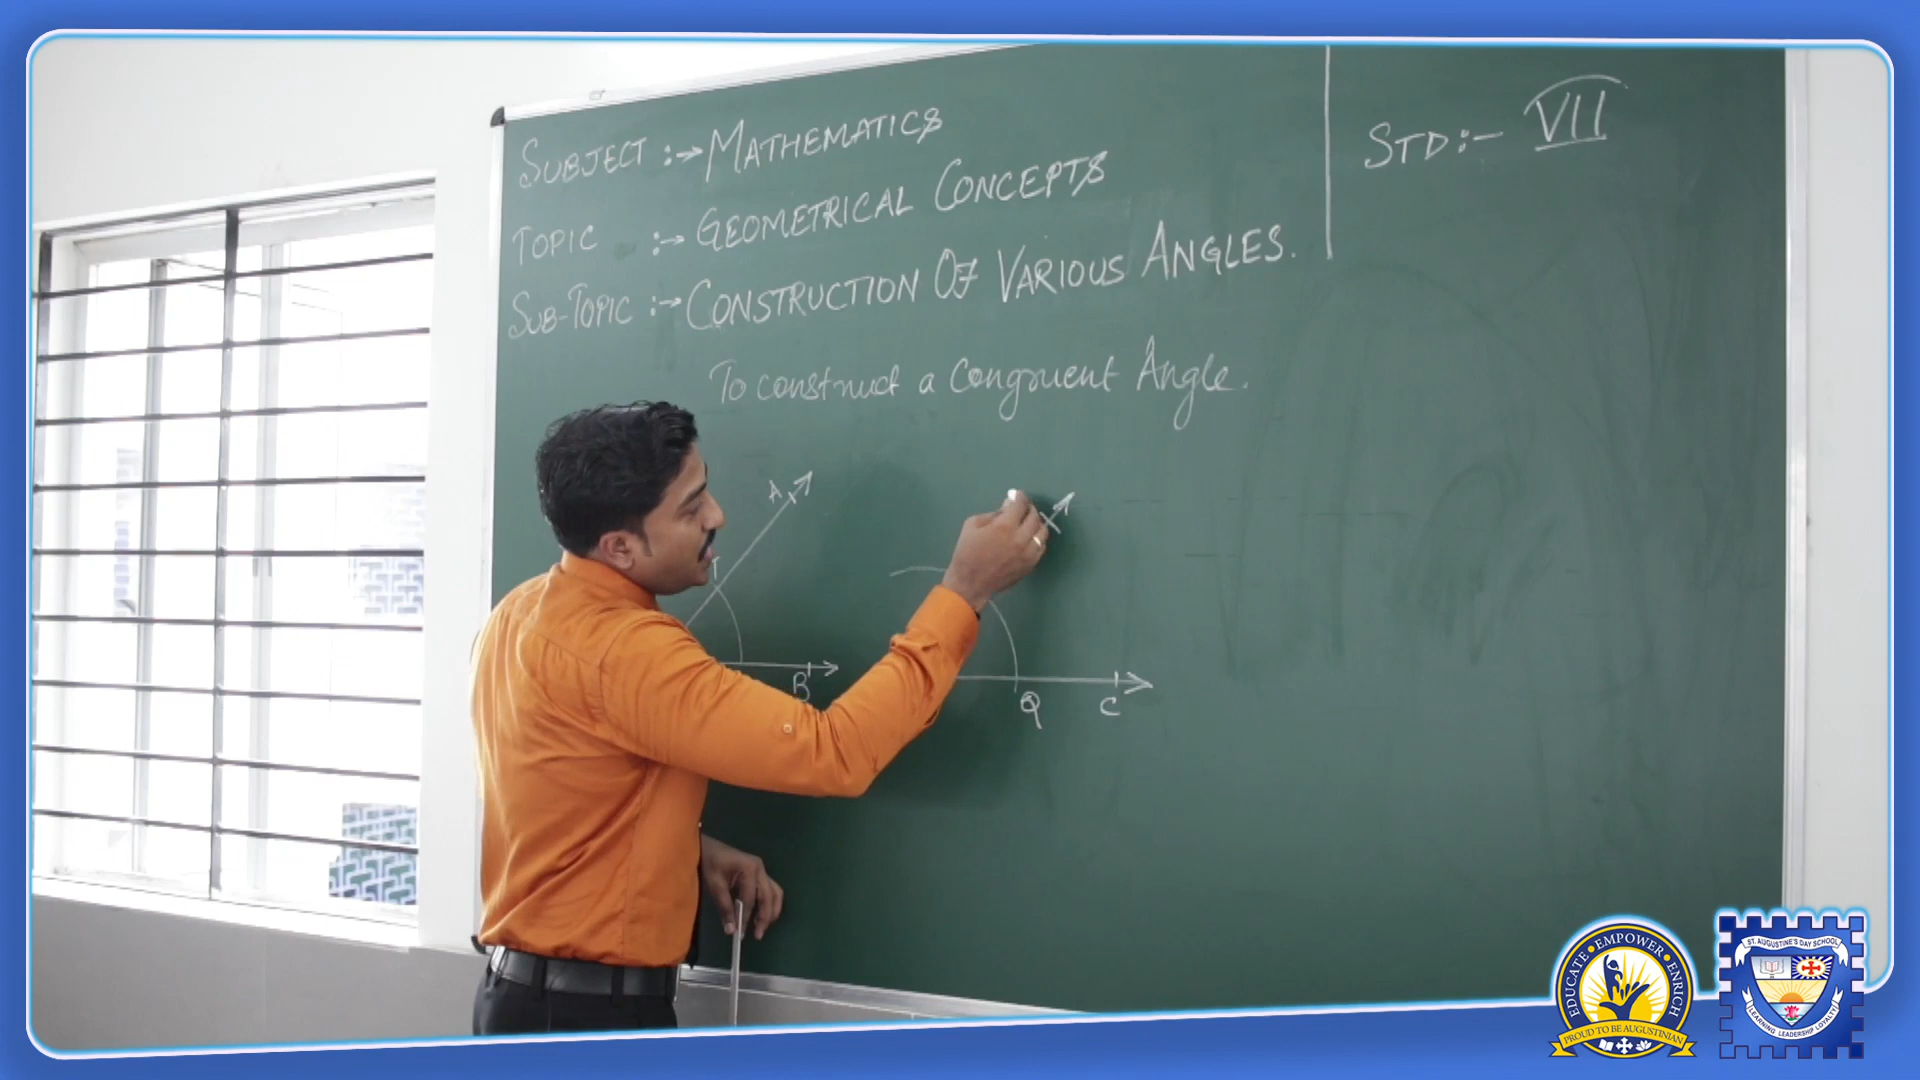 SUBJECT :→ MATHEMATICS
STD:- VII
TOPIC :→ GEOMETRICAL CONCEPTS
SUB-TOPIC :→ CONSTRUCTION OF VARIOUS ANGLES.
To construct a Congruent Angle.
A
B
Q
C
EDUCATE • EMPOWER • ENRICH
PROUD TO BE AUGUSTINIAN
ST. AUGUSTINE'S DAY SCHOOL
LEARNING LEADERSHIP LOYALTY